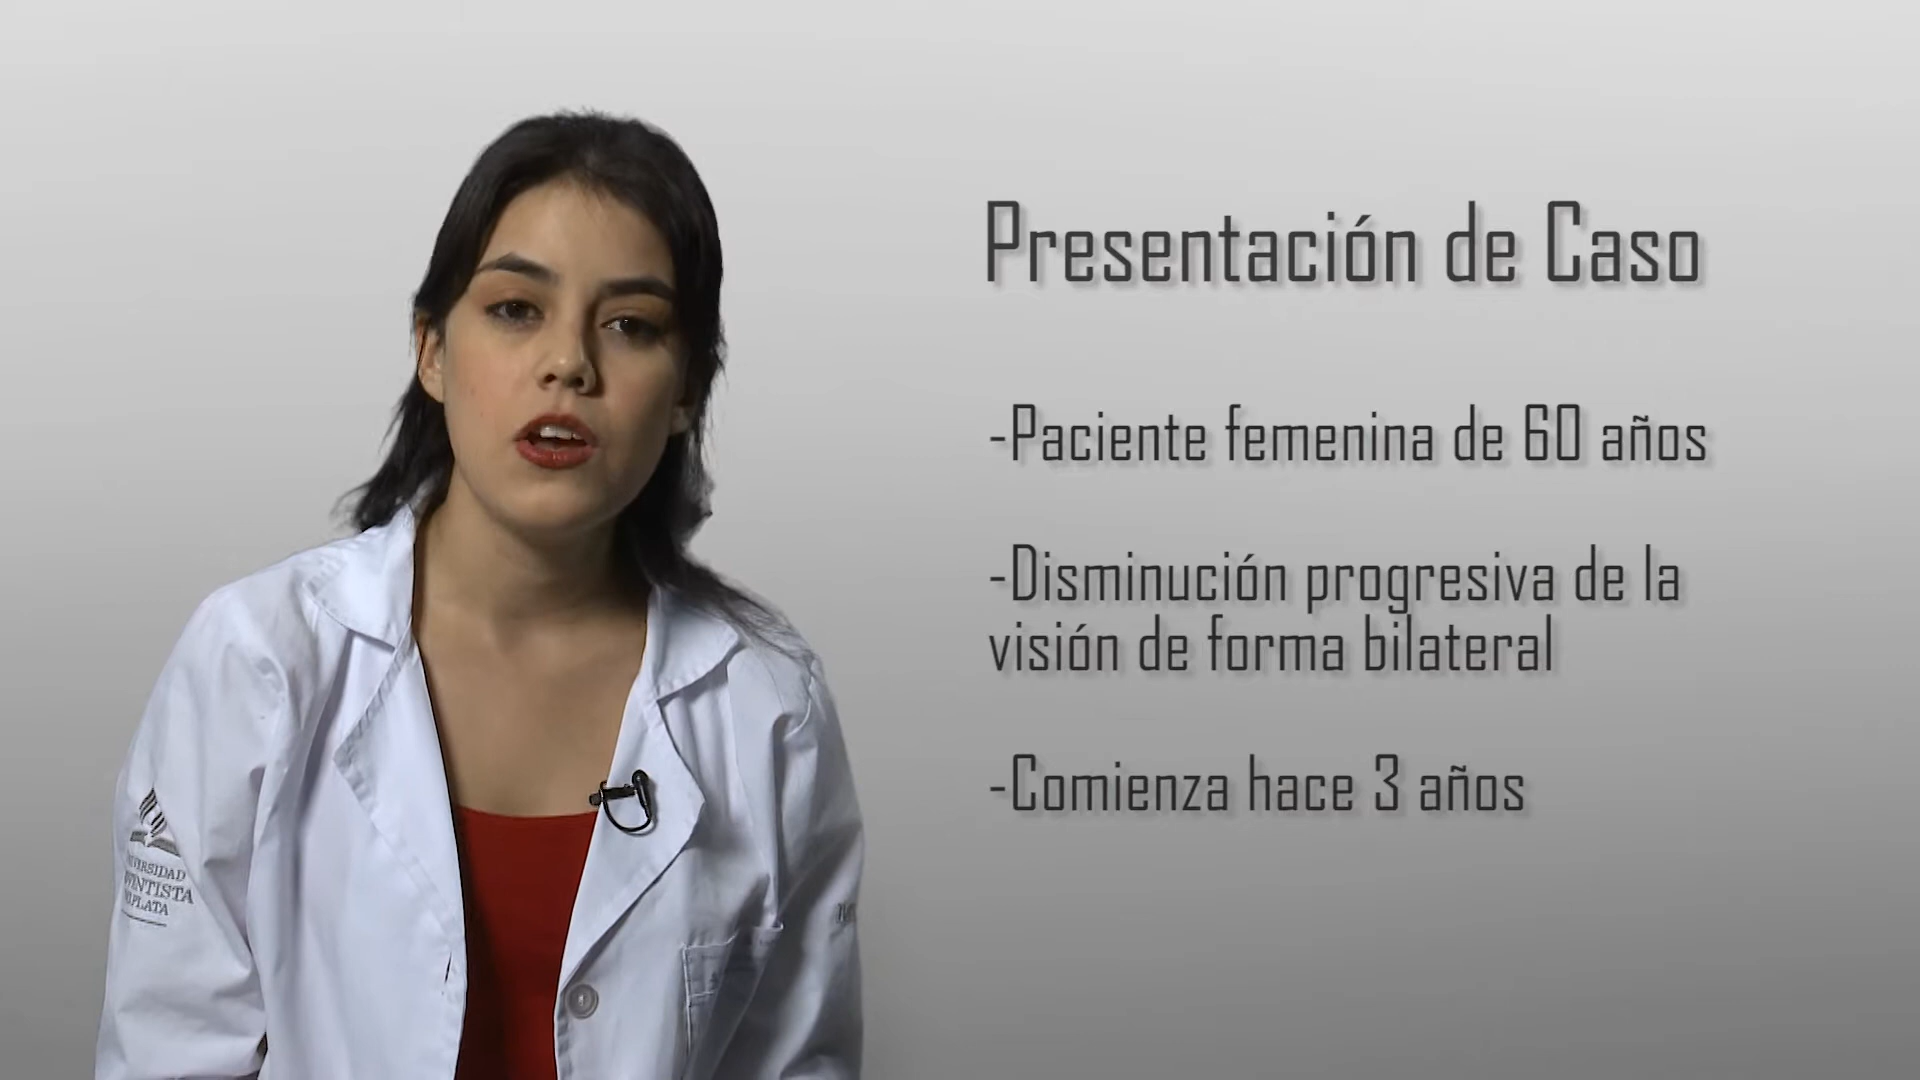 Presentación de Caso
-Paciente femenina de 60 años
-Disminución progresiva de la
visión de forma bilateral
-Comienza hace 3 años
PLATA